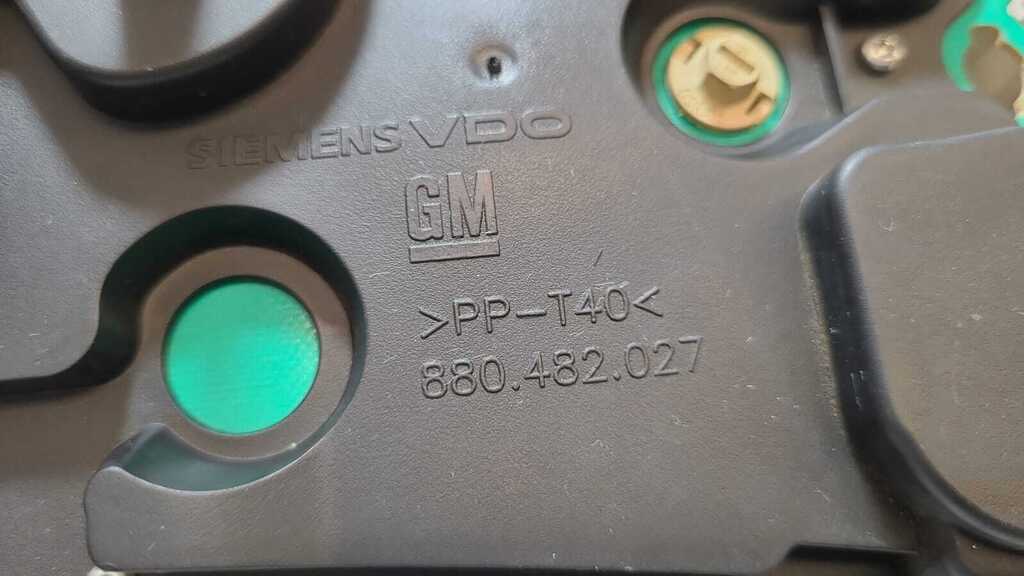 SIEMENS VDO
GM
>PP-T40<
880.482.027